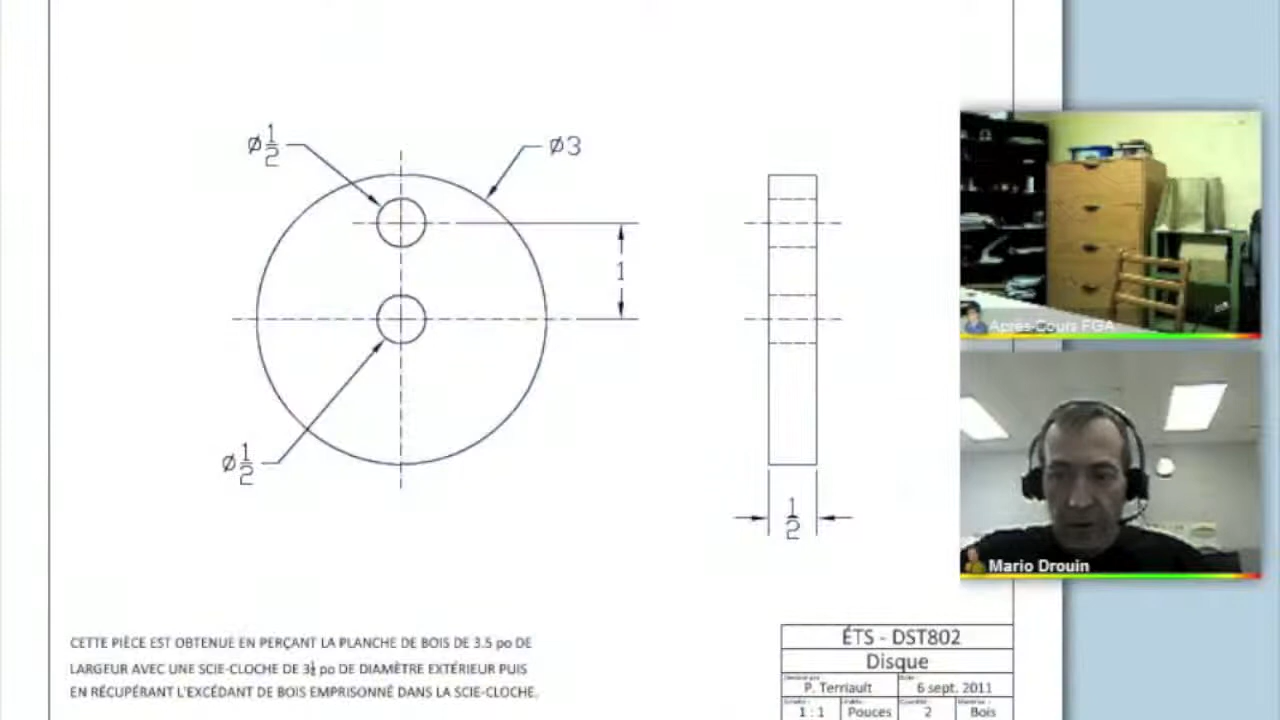 Ø1/2
Ø3
1
Ø1/2
1/2
Après-Cours FGA
Mario Drouin
CETTE PIÈCE EST OBTENUE EN PERÇANT LA PLANCHE DE BOIS DE 3.5 po DE
LARGEUR AVEC UNE SCIE-CLOCHE DE 3 1/8 po DE DIAMÈTRE EXTÉRIEUR PUIS
EN RÉCUPÉRANT L'EXCÉDANT DE BOIS EMPRISONNÉ DANS LA SCIE-CLOCHE.
ÉTS - DST802
Disque
P. Terriault
6 sept. 2011
1 : 1
Pouces
2
Bois